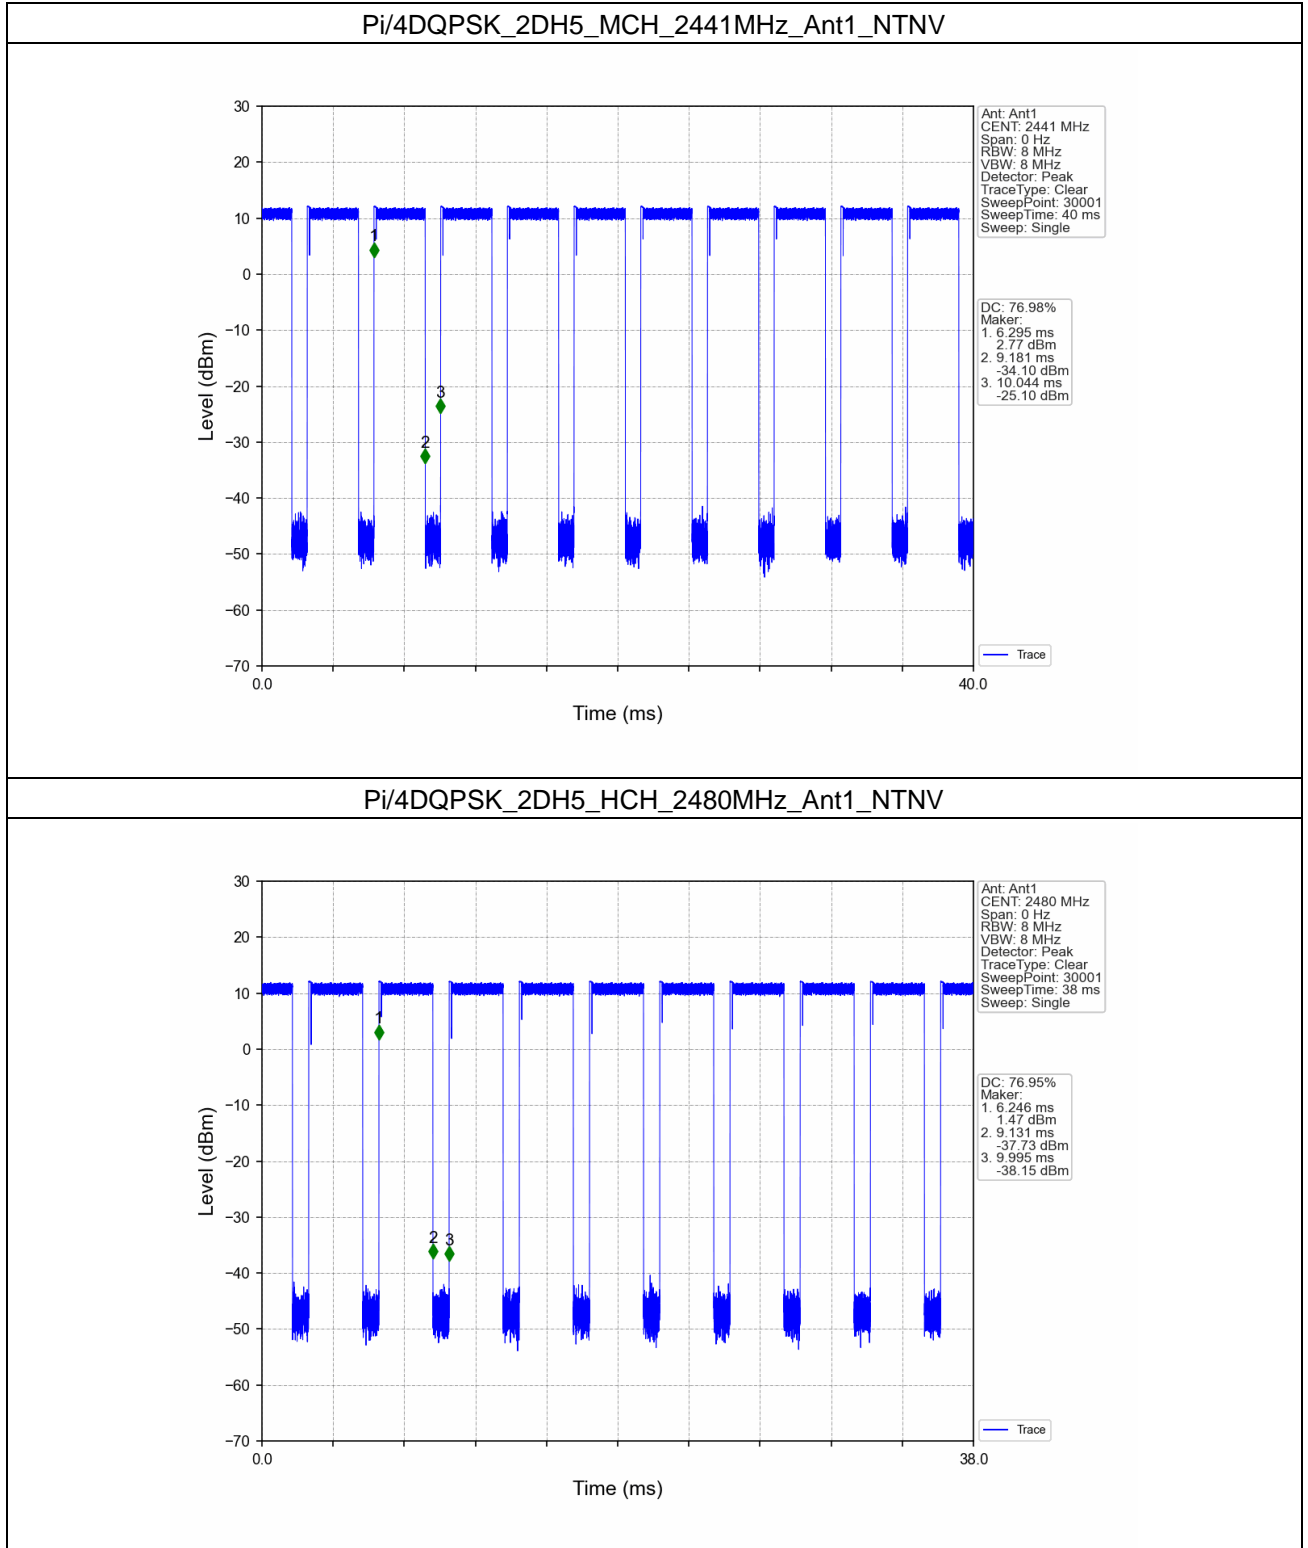 Pi/4DQPSK_2DH5_MCH_2441MHz_Ant1_NTNV
30
20
10
0
−10
−20
−30
−40
−50
−60
−70
Level (dBm)
0.0
40.0
Time (ms)
1
2
3
Ant: Ant1
CENT: 2441 MHz
Span: 0 Hz
RBW: 8 MHz
VBW: 8 MHz
Detector: Peak
TraceType: Clear
SweepPoint: 30001
SweepTime: 40 ms
Sweep: Single
DC: 76.98%
Maker:
1. 6.295 ms
2.77 dBm
2. 9.181 ms
-34.10 dBm
3. 10.044 ms
-25.10 dBm
Trace
Pi/4DQPSK_2DH5_HCH_2480MHz_Ant1_NTNV
30
20
10
0
−10
−20
−30
−40
−50
−60
−70
Level (dBm)
0.0
38.0
Time (ms)
1
2
3
Ant: Ant1
CENT: 2480 MHz
Span: 0 Hz
RBW: 8 MHz
VBW: 8 MHz
Detector: Peak
TraceType: Clear
SweepPoint: 30001
SweepTime: 38 ms
Sweep: Single
DC: 76.95%
Maker:
1. 6.246 ms
1.47 dBm
2. 9.131 ms
-37.73 dBm
3. 9.995 ms
-38.15 dBm
Trace